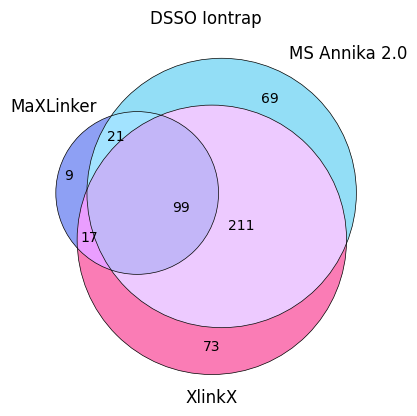 DSSO Iontrap
MS Annika 2.0
MaXLinker
69
21
9
99
211
17
73
XlinkX